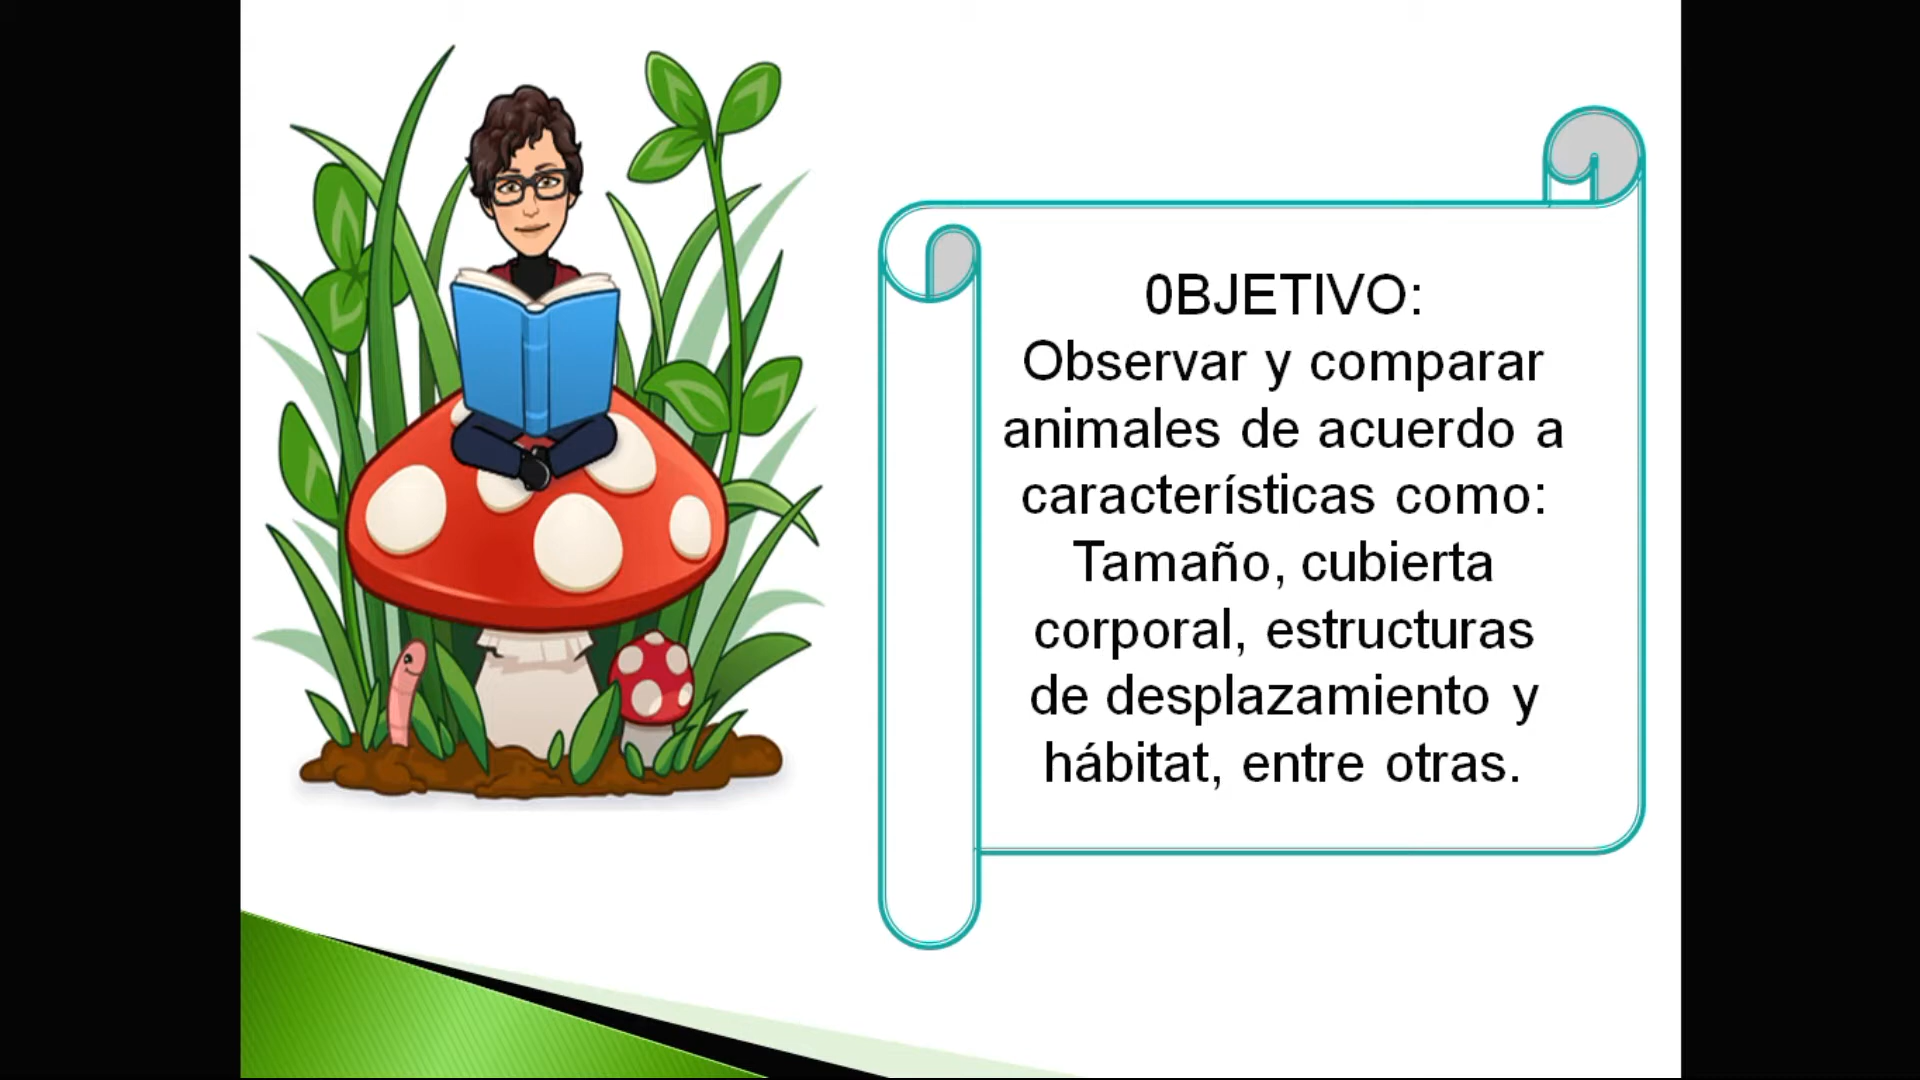 0BJETIVO:
Observar y comparar
animales de acuerdo a
características como:
Tamaño, cubierta
corporal, estructuras
de desplazamiento y
hábitat, entre otras.